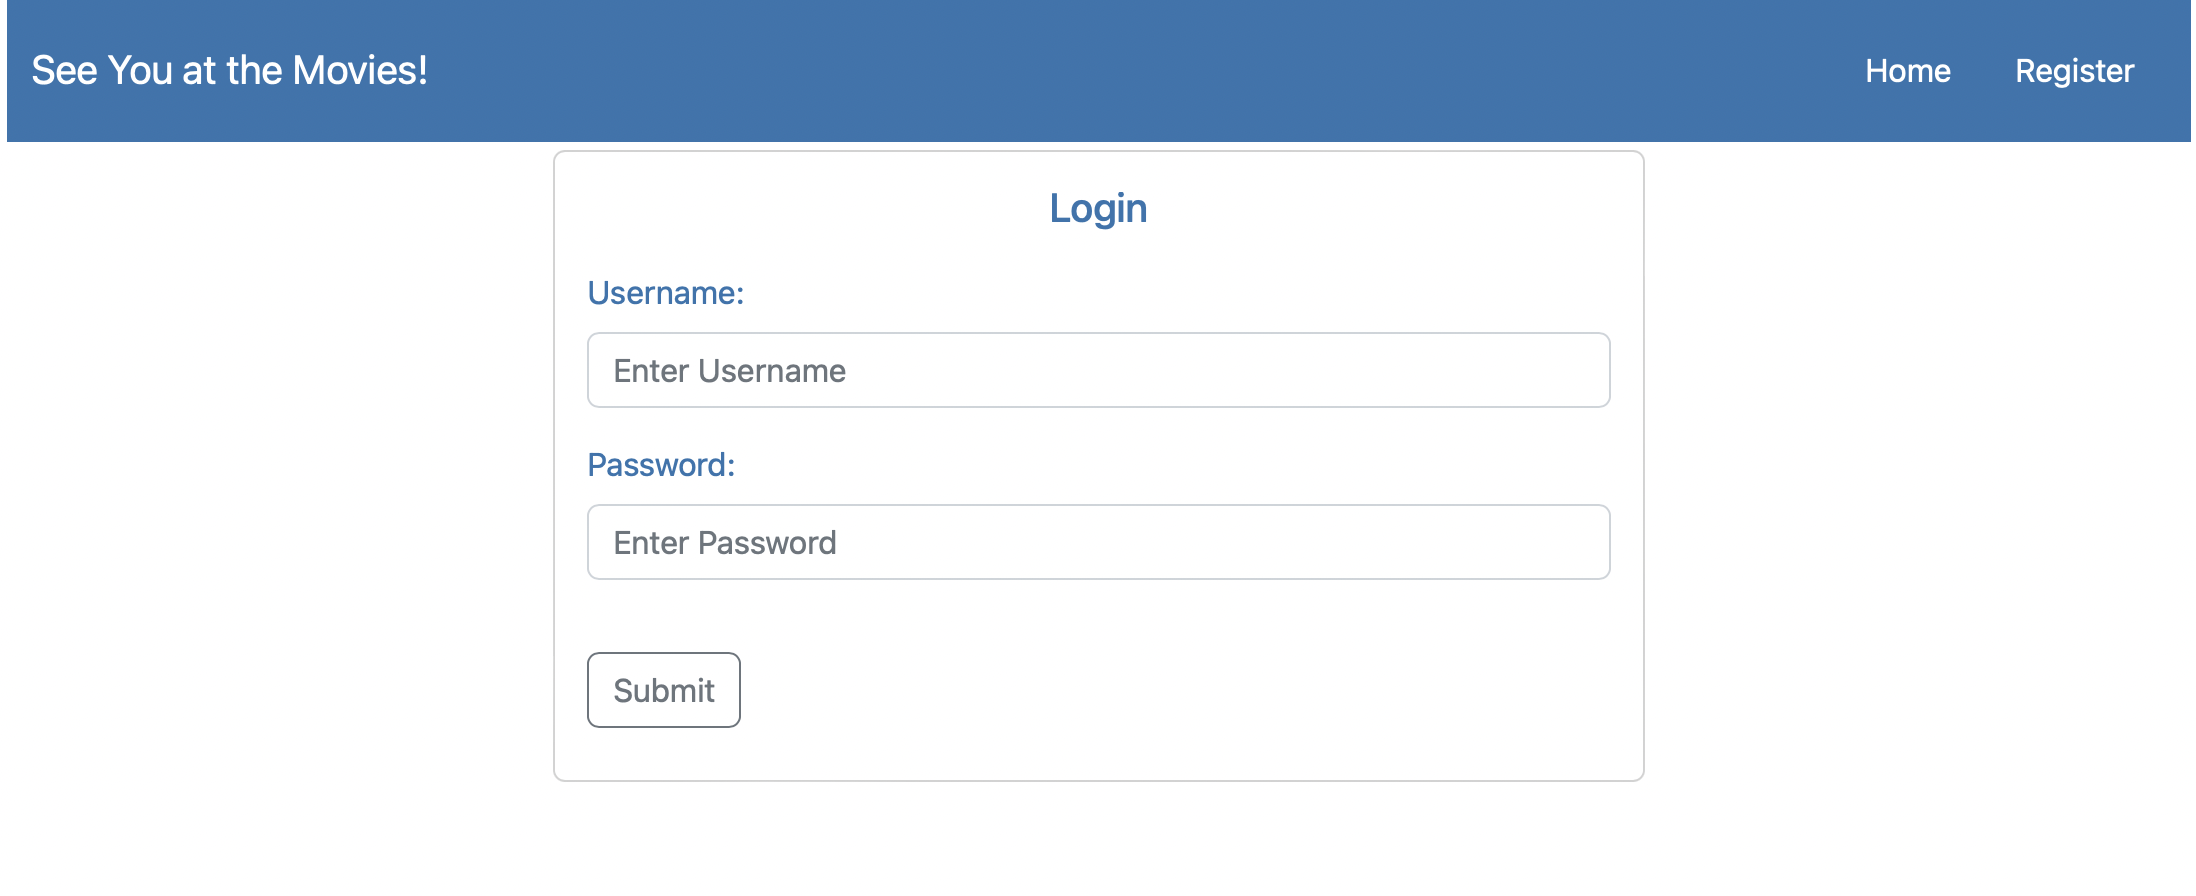 See You at the Movies! Home Register
Login
Username:
Enter Username
Password:
Enter Password
Submit